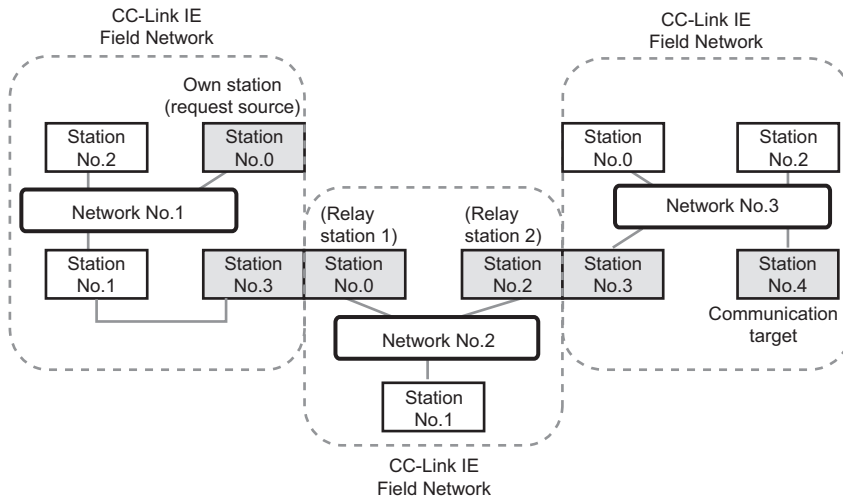 CC-Link IE
Field Network
CC-Link IE
Field Network
Own station
(request source)
Station
No.2
Station
No.0
Station
No.0
Station
No.2
Network No.1
Network No.3
(Relay
station 1)
(Relay
station 2)
Station
No.1
Station
No.3
Station
No.0
Station
No.2
Station
No.3
Station
No.4
Communication
target
Network No.2
Station
No.1
CC-Link IE
Field Network